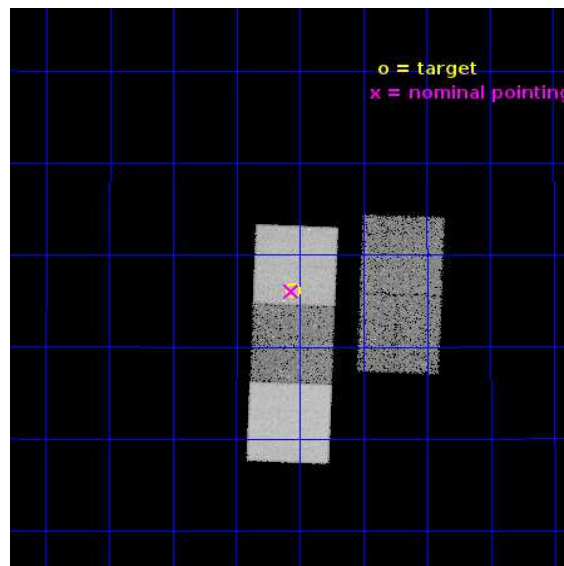 o = target
x = nominal pointing